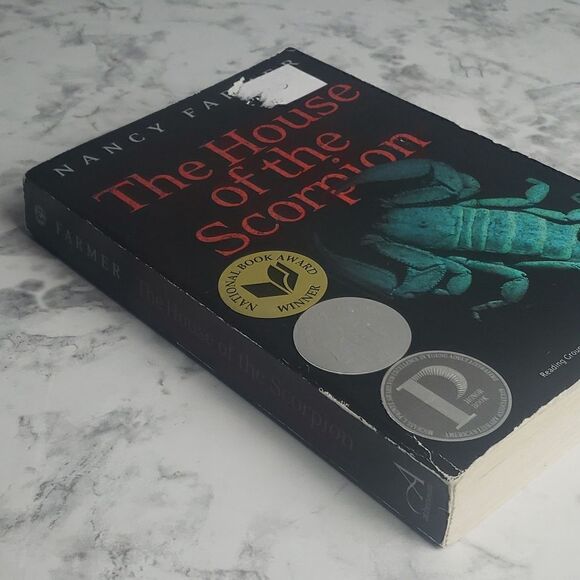 NANCY FARMER
The House
of the
Scorpion
NATIONAL BOOK AWARD
WINNER
P
HONOR
BOOK
Reading Group
FARMER
The House of the Scorpion
A